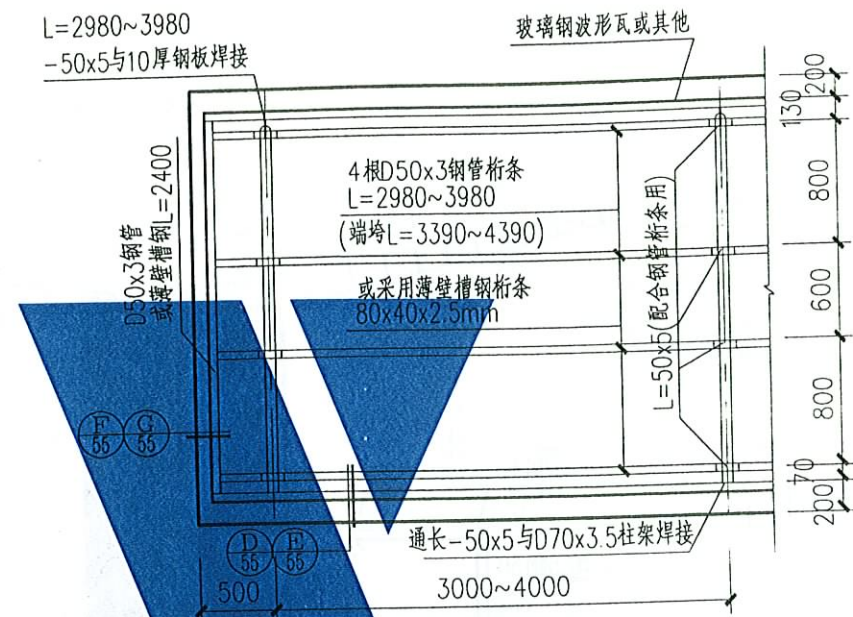 L=2980~3980
-50x5与10厚钢板焊接
玻璃钢波形瓦或其他
200
130
800
600
800
70
200
D50x3钢管
或薄壁槽钢L=2400
4根D50x3钢管桁条
L=2980~3980
(端垮L=3390~4390)
或采用薄壁槽钢桁条
80x40x2.5mm
L=50x5(配合钢管桁条用)
F
55
G
55
D
55
E
55
通长-50x5与D70x3.5柱架焊接
500
3000~4000